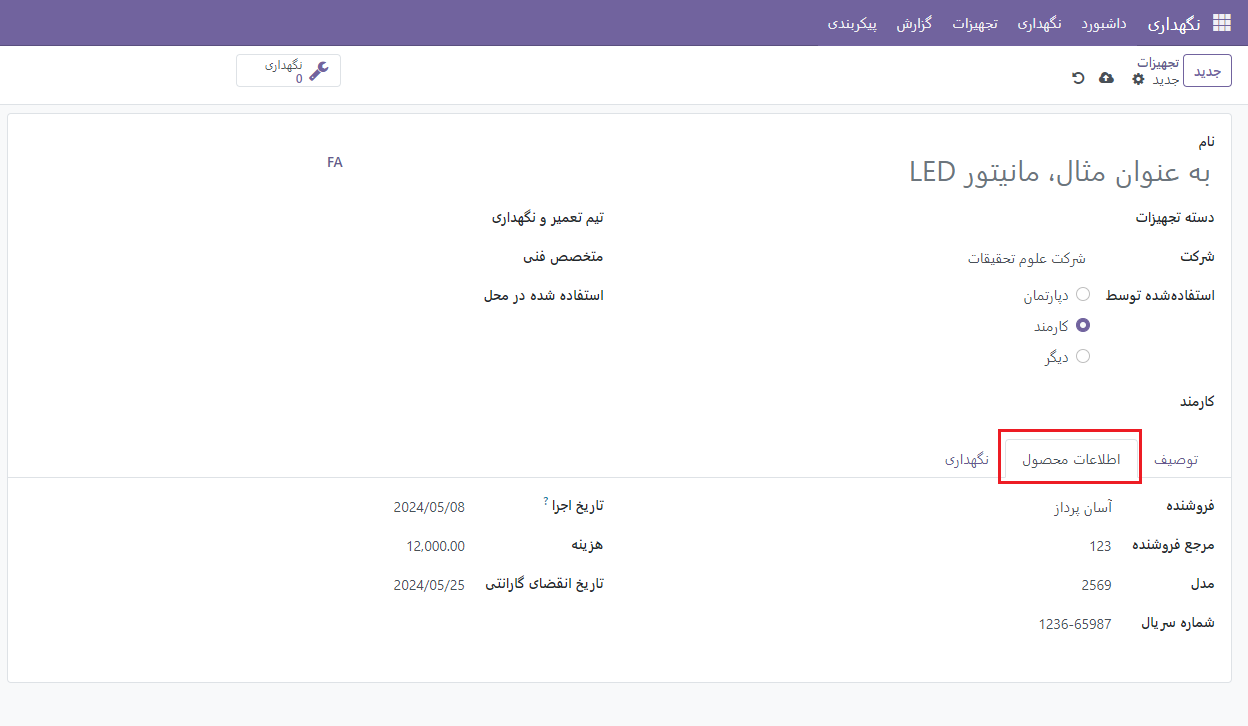 نگهداری داشبورد نگهداری تجهیزات گزارش پیکربندی
جدید
تجهیزات
جدید
نگهداری
0
نام
به عنوان مثال، مانیتور LED
FA
دسته تجهیزات
تیم تعمیر و نگهداری
شرکت شرکت علوم تحقیقات
متخصص فنی
استفاده‌شده توسط دپارتمان
استفاده شده در محل
کارمند
دیگر
کارمند
توصیف اطلاعات محصول نگهداری
فروشنده آسان پرداز
تاریخ اجرا ? 2024/05/08
مرجع فروشنده 123
هزینه 12,000.00
مدل 2569
تاریخ انقضای گارانتی 2024/05/25
شماره سریال 1236-65987